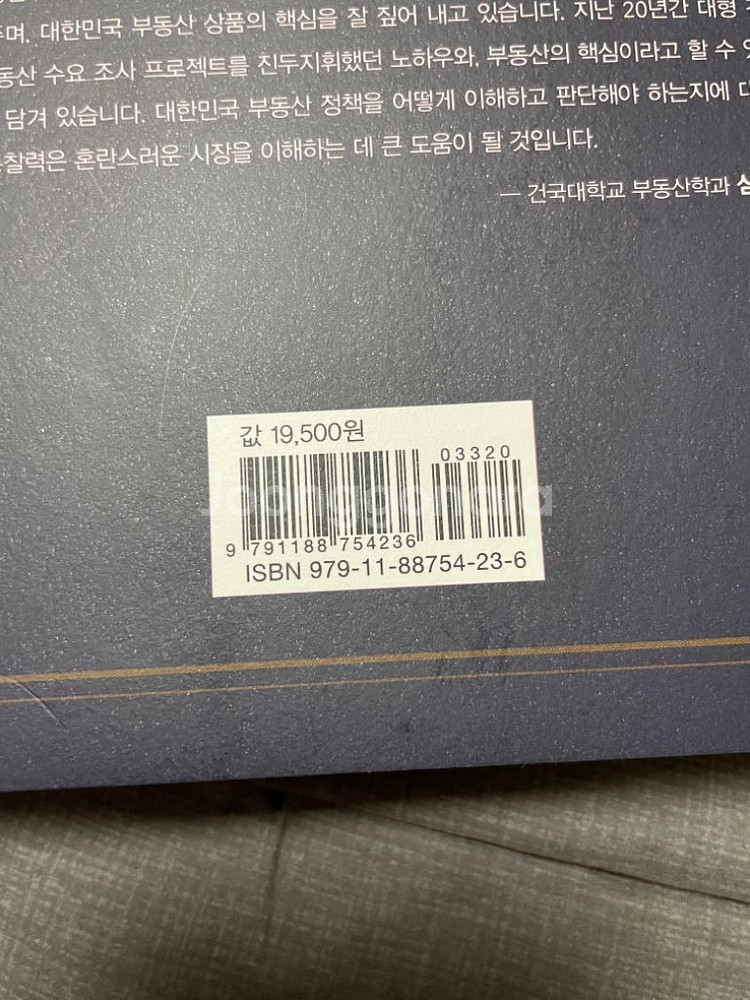 며. 대한민국 부동산 상품의 핵심을 잘 짚어 내고 있습니다. 지난 20년간 대형
동산 수요 조사 프로젝트를 진두지휘했던 노하우와, 부동산의 핵심이라고 할 수
담겨 있습니다. 대한민국 부동산 정책을 어떻게 이해하고 판단해야 하는지에
찰력은 혼란스러운 시장을 이해하는 데 큰 도움이 될 것입니다.
— 건국대학교 부동산학과
값 19,500원
03320
Joonggonara
9 791188 754236
ISBN 979-11-88754-23-6